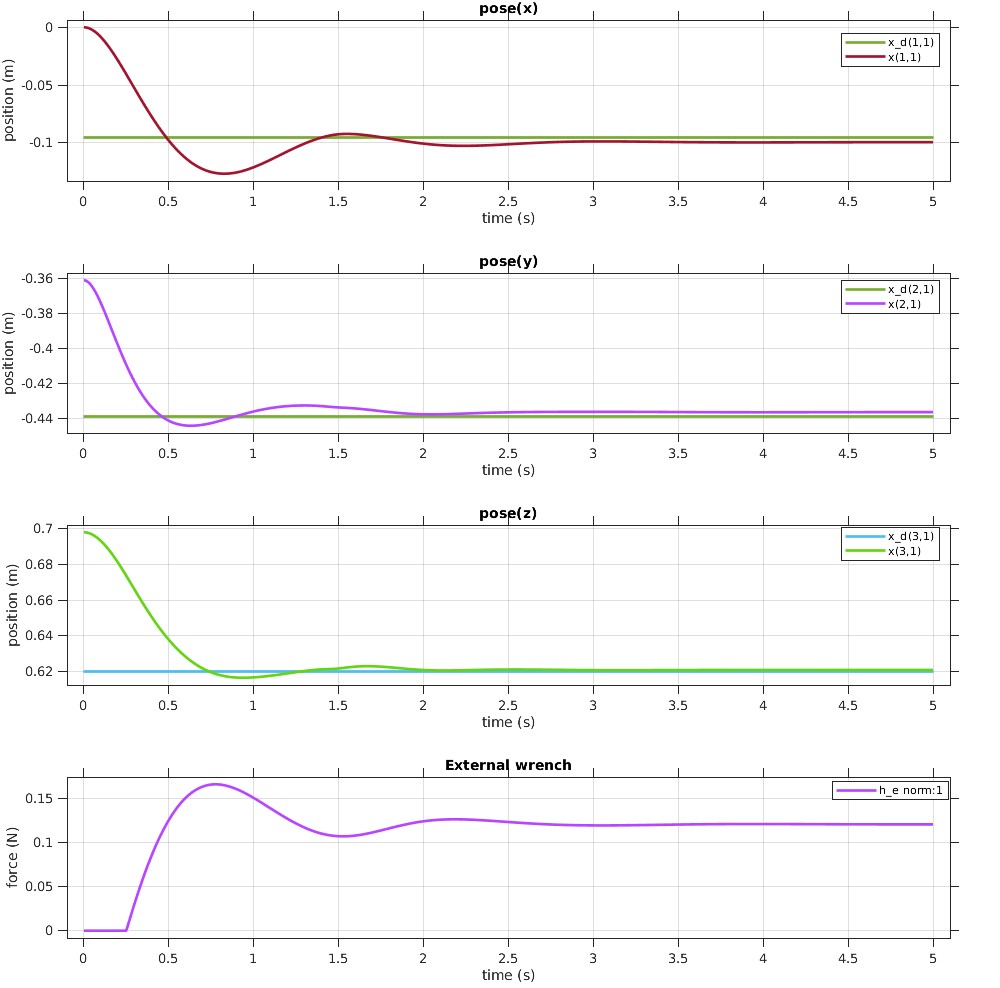 pose(x)
position (m)
0
-0.05
-0.1
x_d(1,1)
x(1,1)
0 0.5 1 1.5 2 2.5 3 3.5 4 4.5 5
time (s)
pose(y)
position (m)
-0.36
-0.38
-0.4
-0.42
-0.44
x_d(2,1)
x(2,1)
0 0.5 1 1.5 2 2.5 3 3.5 4 4.5 5
time (s)
pose(z)
position (m)
0.7
0.68
0.66
0.64
0.62
x_d(3,1)
x(3,1)
0 0.5 1 1.5 2 2.5 3 3.5 4 4.5 5
time (s)
External wrench
force (N)
0.15
0.1
0.05
0
h_e norm:1
0 0.5 1 1.5 2 2.5 3 3.5 4 4.5 5
time (s)